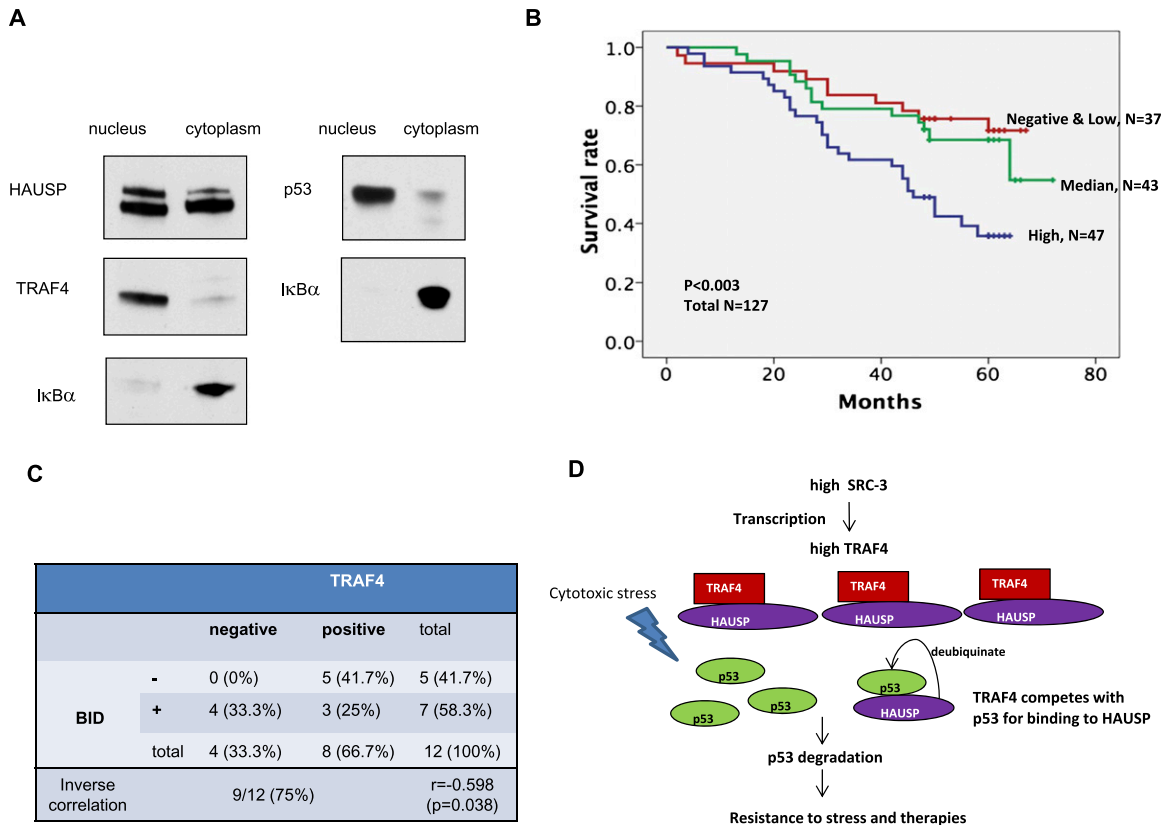 A
nucleus cytoplasm
HAUSP
TRAF4
IκBα
nucleus cytoplasm
p53
IκBα
B
Survival rate
1.0
0.8
0.6
0.4
0.2
0.0
Negative & Low, N=37
Median, N=43
High, N=47
P<0.003
Total N=127
0 20 40 60 80
Months
C
TRAF4
negative positive total
BID
- 0 (0%) 5 (41.7%) 5 (41.7%)
+ 4 (33.3%) 3 (25%) 7 (58.3%)
total 4 (33.3%) 8 (66.7%) 12 (100%)
Inverse
correlation
9/12 (75%)
r=-0.598
(p=0.038)
D
high SRC-3
Transcription
high TRAF4
TRAF4 TRAF4 TRAF4
HAUSP HAUSP HAUSP
Cytotoxic stress
p53
p53
p53
deubiquinate
p53
HAUSP
TRAF4 competes with
p53 for binding to HAUSP
p53 degradation
Resistance to stress and therapies